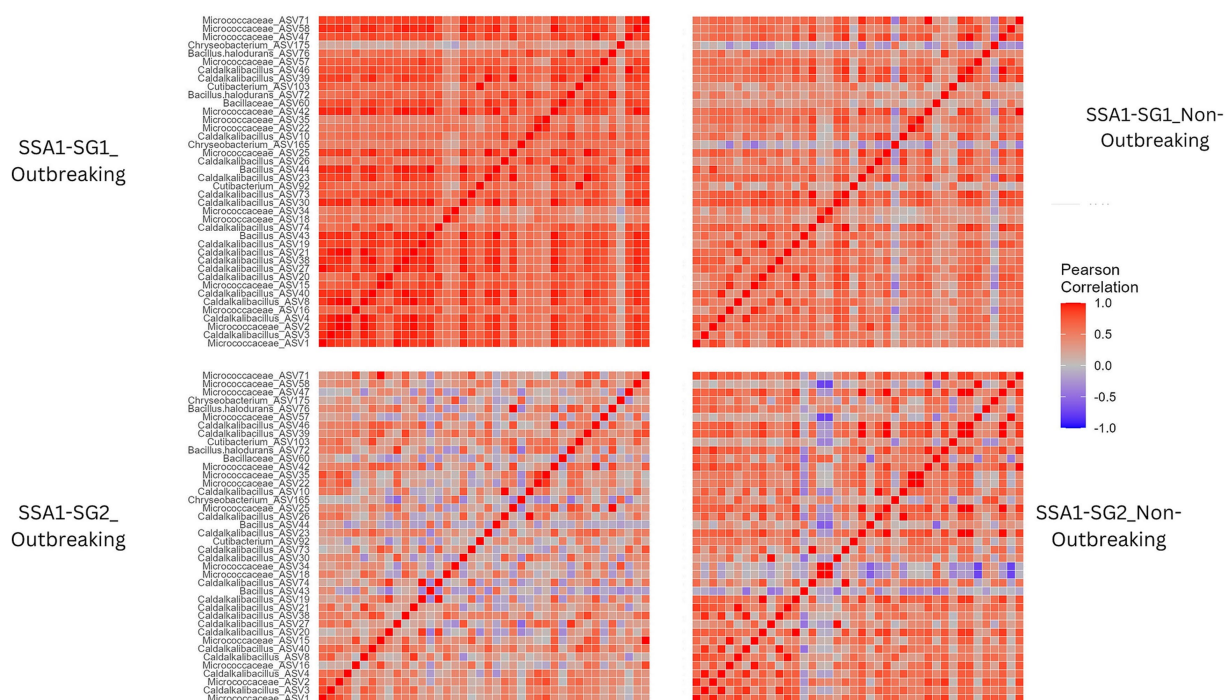 Micrococcaceae_ASV71
Micrococcaceae_ASV58
Micrococcaceae_ASV47
Chryseobacterium_ASV175
Bacillus.halodurans_ASV76
Micrococcaceae_ASV57
Caldalkalibacillus_ASV46
Caldalkalibacillus_ASV39
Cutibacterium_ASV103
Bacillus.halodurans_ASV72
Bacillaceae_ASV60
Micrococcaceae_ASV42
Micrococcaceae_ASV35
Micrococcaceae_ASV22
Caldalkalibacillus_ASV10
Chryseobacterium_ASV165
Micrococcaceae_ASV25
Caldalkalibacillus_ASV26
Bacillus_ASV44
Caldalkalibacillus_ASV23
Cutibacterium_ASV92
Caldalkalibacillus_ASV73
Caldalkalibacillus_ASV30
Micrococcaceae_ASV34
Micrococcaceae_ASV18
Caldalkalibacillus_ASV74
Bacillus_ASV43
Caldalkalibacillus_ASV19
Caldalkalibacillus_ASV21
Caldalkalibacillus_ASV38
Caldalkalibacillus_ASV27
Caldalkalibacillus_ASV20
Micrococcaceae_ASV15
Caldalkalibacillus_ASV40
Caldalkalibacillus_ASV8
Micrococcaceae_ASV16
Caldalkalibacillus_ASV4
Micrococcaceae_ASV2
Caldalkalibacillus_ASV3
Micrococcaceae_ASV1
SSA1-SG1_
Outbreaking
SSA1-SG1_Non-
Outbreaking
Pearson
Correlation
1.0
0.5
0.0
-0.5
-1.0
Micrococcaceae_ASV71
Micrococcaceae_ASV58
Micrococcaceae_ASV47
Chryseobacterium_ASV175
Bacillus.halodurans_ASV76
Micrococcaceae_ASV57
Caldalkalibacillus_ASV46
Caldalkalibacillus_ASV39
Cutibacterium_ASV103
Bacillus.halodurans_ASV72
Bacillaceae_ASV60
Micrococcaceae_ASV42
Micrococcaceae_ASV35
Micrococcaceae_ASV22
Caldalkalibacillus_ASV10
Chryseobacterium_ASV165
Micrococcaceae_ASV25
Caldalkalibacillus_ASV26
Bacillus_ASV44
Caldalkalibacillus_ASV23
Cutibacterium_ASV92
Caldalkalibacillus_ASV73
Caldalkalibacillus_ASV30
Micrococcaceae_ASV34
Micrococcaceae_ASV18
Caldalkalibacillus_ASV74
Bacillus_ASV43
Caldalkalibacillus_ASV19
Caldalkalibacillus_ASV21
Caldalkalibacillus_ASV38
Caldalkalibacillus_ASV27
Caldalkalibacillus_ASV20
Micrococcaceae_ASV15
Caldalkalibacillus_ASV40
Caldalkalibacillus_ASV8
Micrococcaceae_ASV16
Caldalkalibacillus_ASV4
Micrococcaceae_ASV2
Caldalkalibacillus_ASV3
Micrococcaceae_ASV1
SSA1-SG2_
Outbreaking
SSA1-SG2_Non-
Outbreaking